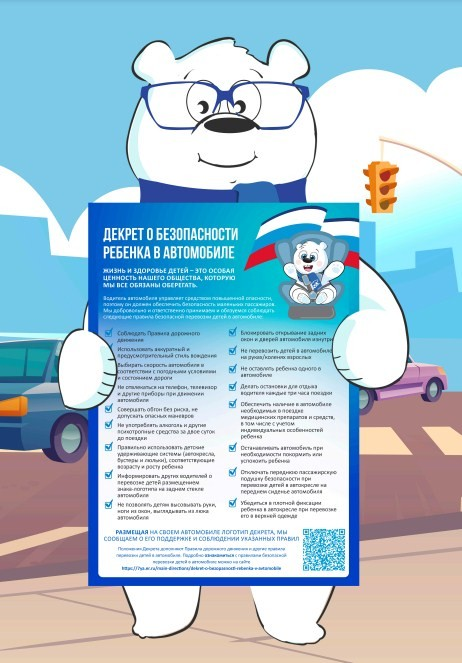 ДЕКРЕТ О БЕЗОПАСНОСТИ
РЕБЕНКА В АВТОМОБИЛЕ
ЖИЗНЬ И ЗДОРОВЬЕ ДЕТЕЙ – ЭТО ОСОБАЯ
ЦЕННОСТЬ НАШЕГО ОБЩЕСТВА, КОТОРУЮ
МЫ ВСЕ ОБЯЗАНЫ ОБЕРЕГАТЬ.
Водитель автомобиля управляет средством повышенной опасности,
поэтому он должен обеспечить безопасность маленьких пассажиров.
Мы добровольно и ответственно принимаем и обязуемся соблюдать
следующие правила безопасной перевозки детей в автомобиле:
Соблюдать Правила дорожного
движения
Использовать аккуратный и
предусмотрительный стиль вождения
Выбирать скорость автомобиля в
соответствии с погодными условиями
и состоянием дороги
Не отвлекаться на телефон, телевизор
и другие приборы при движении
автомобиля
Совершать обгон без риска, не
допускать опасных маневров
Не употреблять алкоголь и другие
психотропные средства за двое суток
до поездки
Правильно использовать детские
удерживающие системы (автокресла,
бустеры и люльки), соответствующие
возрасту и росту ребенка
Информировать других водителей о
перевозке детей размещением
знака-логотипа на заднем стекле
автомобиля
Не позволять детям высовывать руки,
ноги из окон, выглядывать из люка
автомобиля
Блокировать открывание задних
окон и дверей автомобиля изнутри
Не перевозить детей в автомобиле
на руках/коленях взрослых
Не оставлять ребенка одного в
автомобиле
Делать остановки для отдыха
водителя каждые три часа поездки
Обеспечить наличие в автомобиле
необходимых в поездке
медицинских препаратов и средств,
в том числе с учетом
индивидуальных особенностей
ребенка
Останавливать автомобиль при
необходимости покормить или
успокоить ребенка
Отключать переднюю пассажирскую
подушку безопасности при
перевозке детей в автокресле на
переднем сиденье автомобиля
Убедиться в плотной фиксации
ребенка в автокресле при перевозке
его в верхней одежде
РАЗМЕЩАЯ НА СВОЕМ АВТОМОБИЛЕ ЛОГОТИП ДЕКРЕТА, МЫ
СООБЩАЕМ О ЕГО ПОДДЕРЖКЕ И СОБЛЮДЕНИИ УКАЗАННЫХ ПРАВИЛ
Положения Декрета дополняют Правила дорожного движения и другие правила
перевозки детей в автомобиле. Подробно ознакомиться с правилами безопасной
перевозки детей в автомобиле можно на сайте